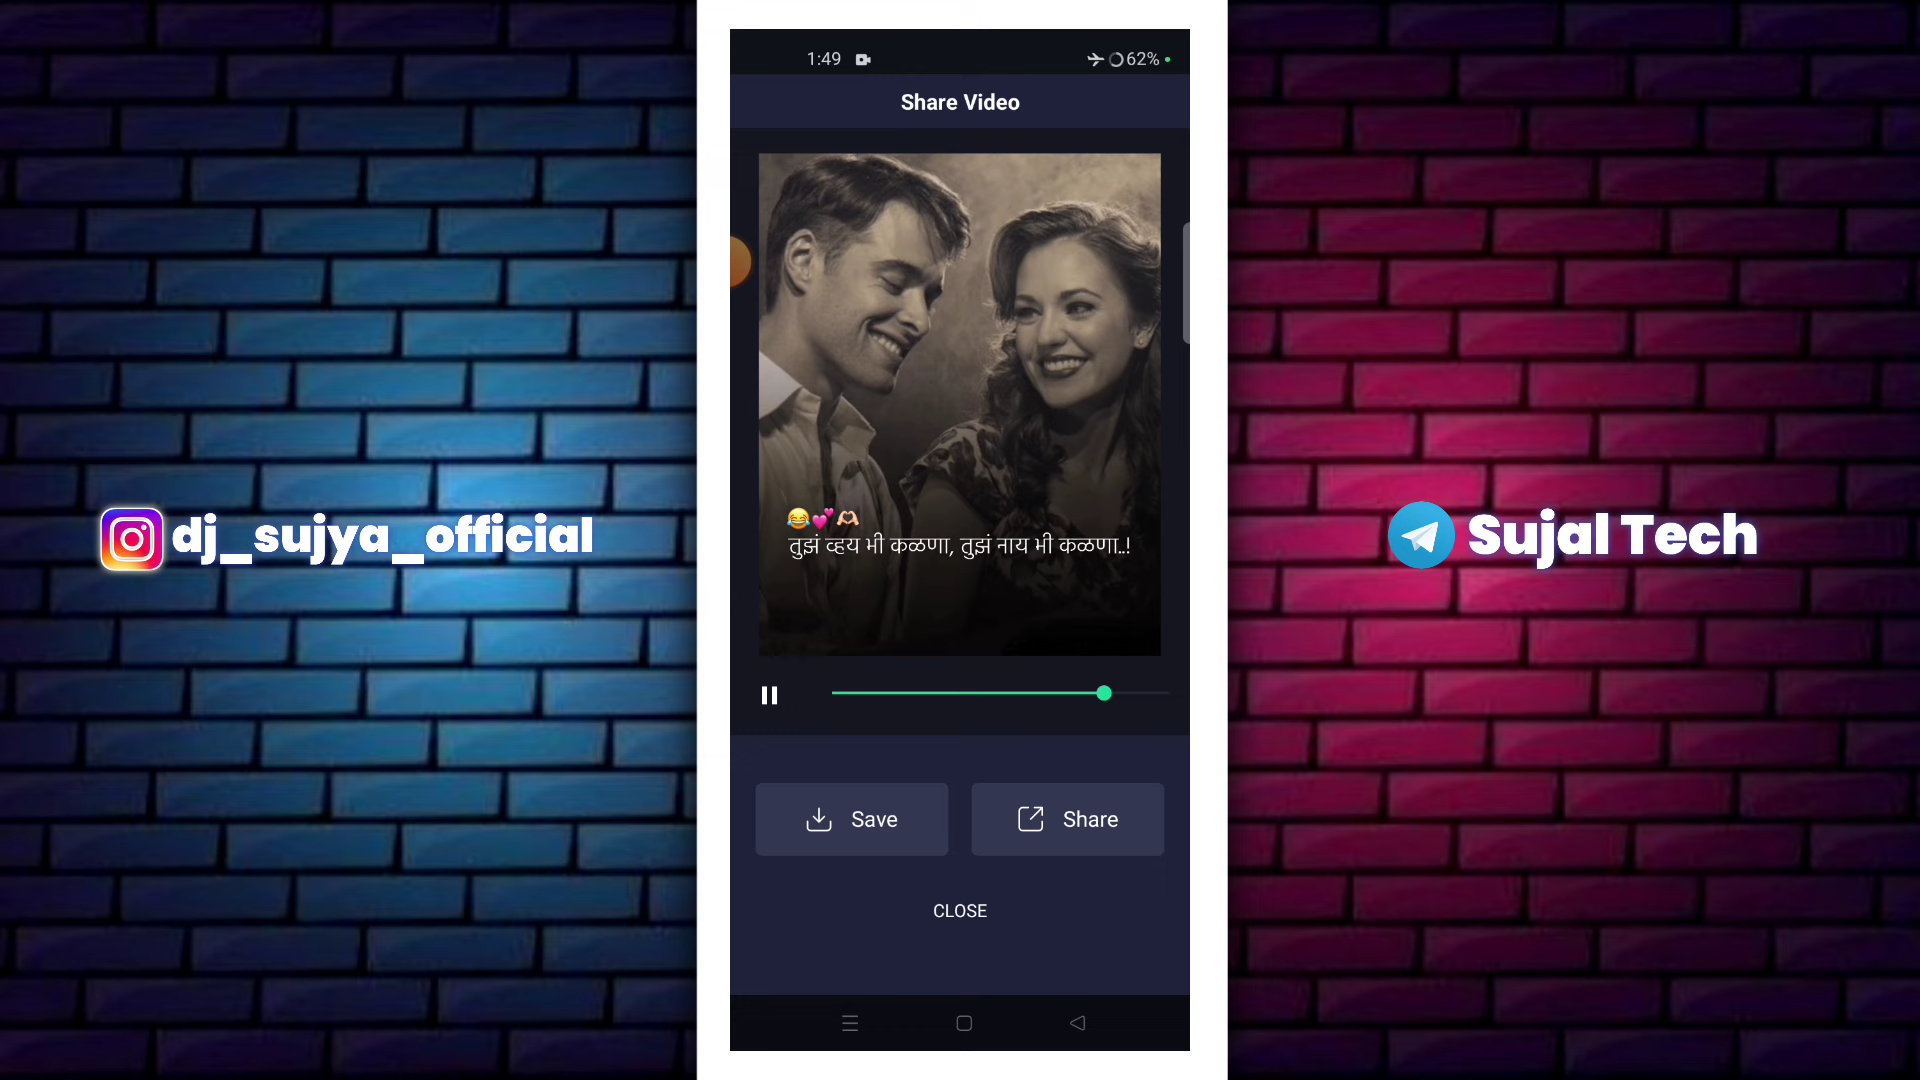 1:49
62%
Share Video
😂💕🫶🏻
तुझं व्हय भी कळणा, तुझं नाय भी कळणा..!
dj_sujya_official
Sujal Tech
Save
Share
CLOSE